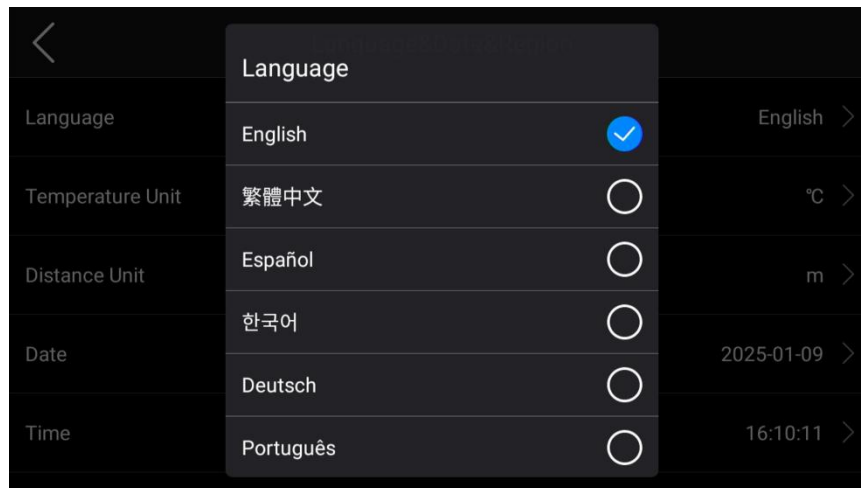 Language
English
繁體中文
Español
한국어
Deutsch
Português
Language
English
Temperature Unit
℃
Distance Unit
m
Date
2025-01-09
Time
16:10:11